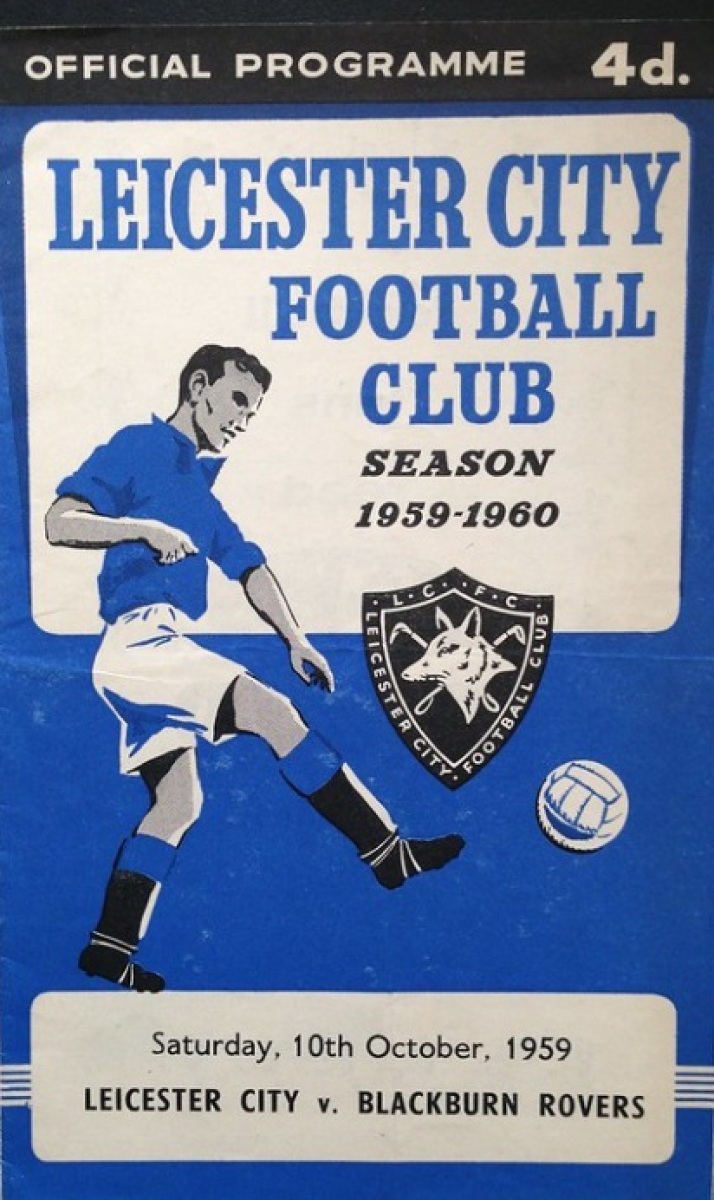 OFFICIAL PROGRAMME 4d.
LEICESTER CITY
FOOTBALL
CLUB
SEASON
1959-1960
· L · C · F · C ·
LEICESTER CITY · FOOTBALL CLUB
Saturday, 10th October, 1959
LEICESTER CITY v. BLACKBURN ROVERS